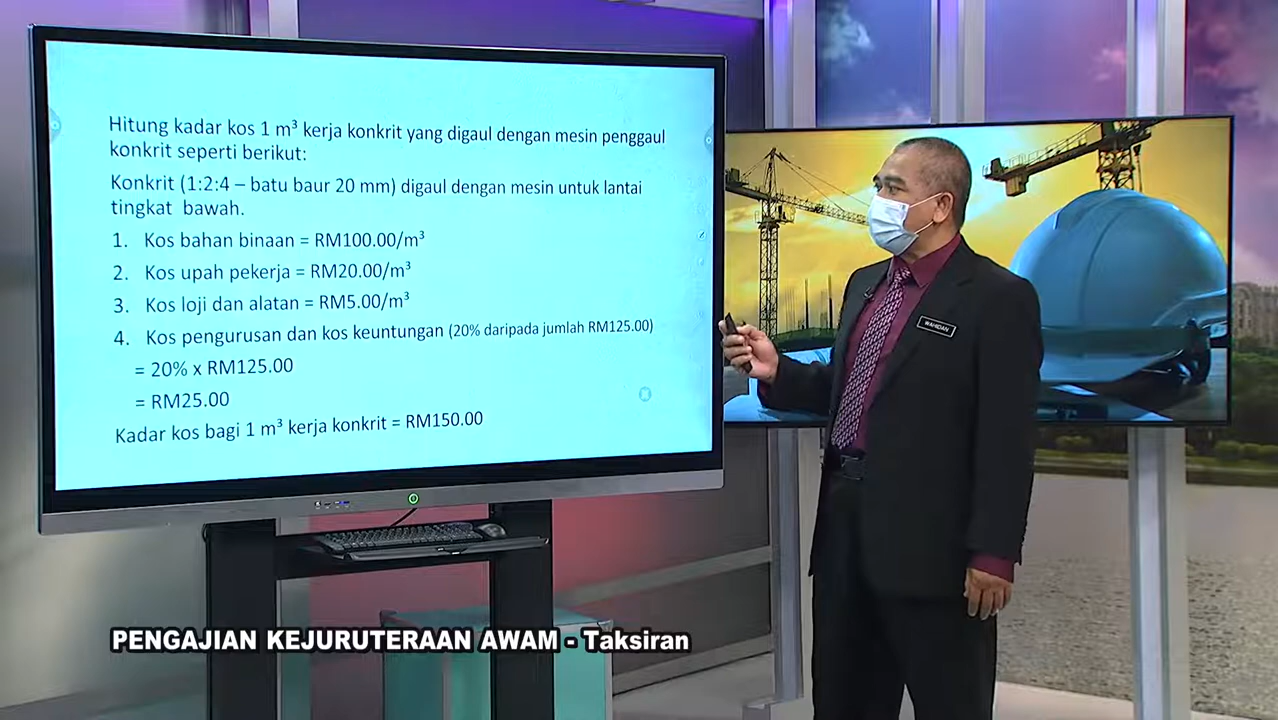 Hitung kadar kos 1 m³ kerja konkrit yang digaul dengan mesin penggaul
konkrit seperti berikut:
Konkrit (1:2:4 – batu baur 20 mm) digaul dengan mesin untuk lantai
tingkat bawah.
1. Kos bahan binaan = RM100.00/m³
2. Kos upah pekerja = RM20.00/m³
3. Kos loji dan alatan = RM5.00/m³
4. Kos pengurusan dan kos keuntungan (20% daripada jumlah RM125.00)
= 20% x RM125.00
= RM25.00
Kadar kos bagi 1 m³ kerja konkrit = RM150.00
WAHIDAN
PENGAJIAN KEJURUTERAAN AWAM - Taksiran